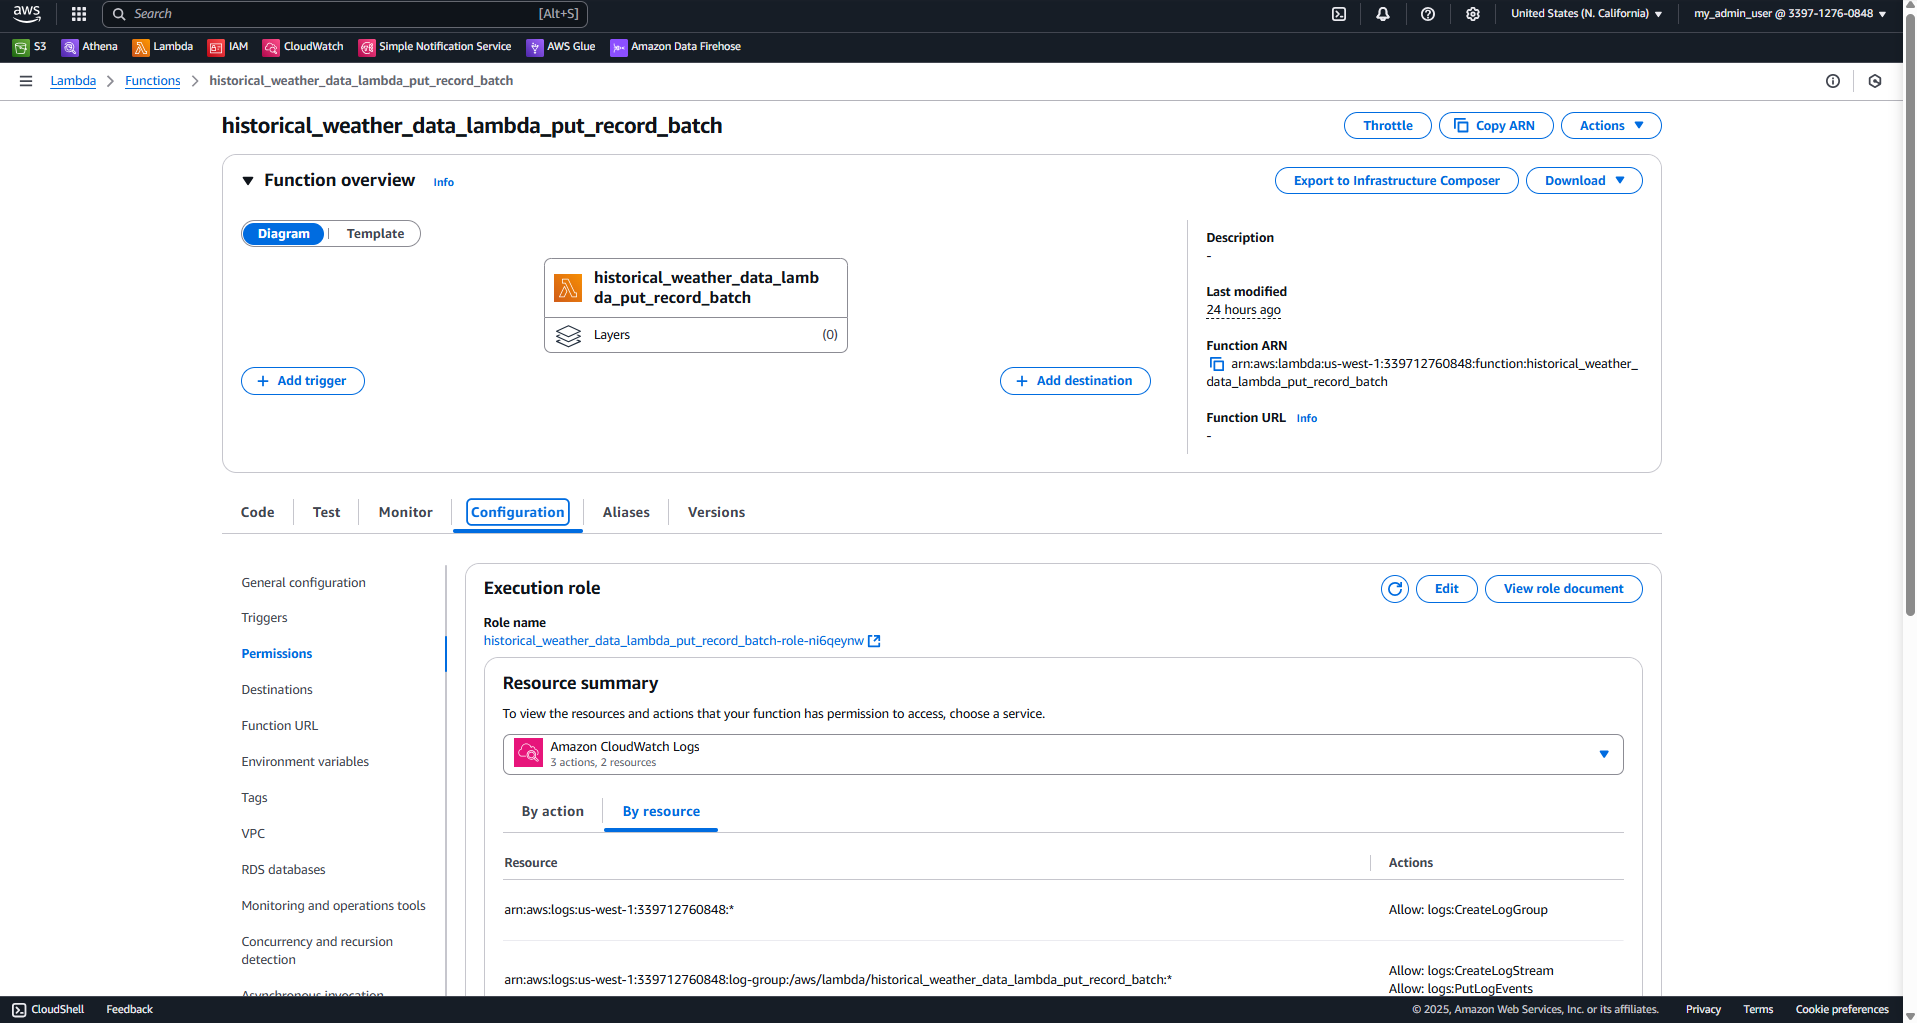 aws
Search
[Alt+S]
United States (N. California)
my_admin_user @ 3397-1276-0848
S3
Athena
Lambda
IAM
CloudWatch
Simple Notification Service
AWS Glue
Amazon Data Firehose
Lambda
Functions
historical_weather_data_lambda_put_record_batch
historical_weather_data_lambda_put_record_batch
Throttle
Copy ARN
Actions
Function overview
Info
Export to Infrastructure Composer
Download
Diagram
Template
historical_weather_data_lamb
da_put_record_batch
Layers
(0)
+ Add trigger
+ Add destination
Description
-
Last modified
24 hours ago
Function ARN
arn:aws:lambda:us-west-1:339712760848:function:historical_weather_
data_lambda_put_record_batch
Function URL Info
-
Code
Test
Monitor
Configuration
Aliases
Versions
General configuration
Triggers
Permissions
Destinations
Function URL
Environment variables
Tags
VPC
RDS databases
Monitoring and operations tools
Concurrency and recursion
detection
Asynchronous invocation
Execution role
Edit
View role document
Role name
historical_weather_data_lambda_put_record_batch-role-ni6qeynw
Resource summary
To view the resources and actions that your function has permission to access, choose a service.
Amazon CloudWatch Logs
3 actions, 2 resources
By action
By resource
Resource
Actions
arn:aws:logs:us-west-1:339712760848:*
Allow: logs:CreateLogGroup
arn:aws:logs:us-west-1:339712760848:log-group:/aws/lambda/historical_weather_data_lambda_put_record_batch:*
Allow: logs:CreateLogStream
Allow: logs:PutLogEvents
CloudShell
Feedback
© 2025, Amazon Web Services, Inc. or its affiliates.
Privacy
Terms
Cookie preferences